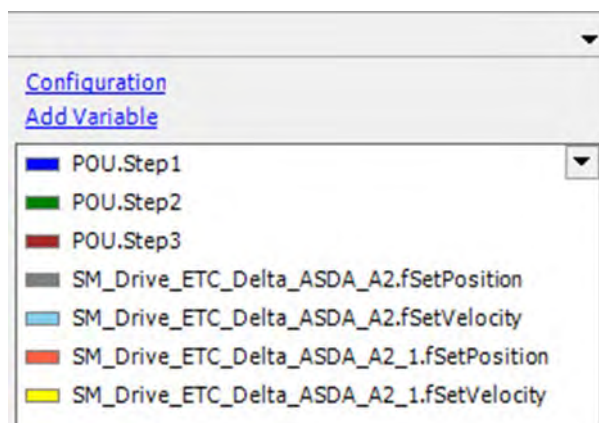 Configuration
Add Variable
POU.Step1
POU.Step2
POU.Step3
SM_Drive_ETC_Delta_ASDA_A2.fSetPosition
SM_Drive_ETC_Delta_ASDA_A2.fSetVelocity
SM_Drive_ETC_Delta_ASDA_A2_1.fSetPosition
SM_Drive_ETC_Delta_ASDA_A2_1.fSetVelocity